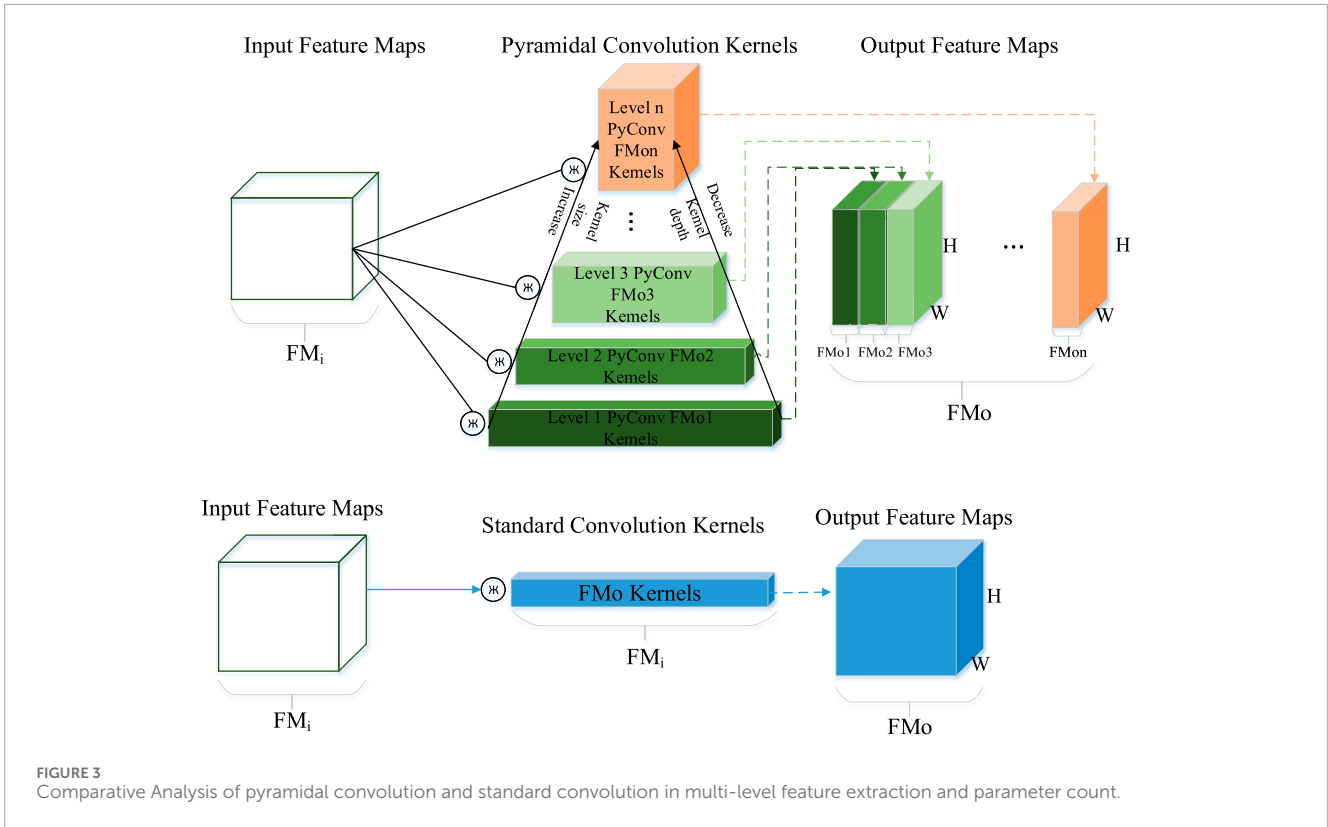 Input Feature Maps
Pyramidal Convolution Kernels
Output Feature Maps
Level n
PyConv
FMon
Kemels
ж
Increase
size
Kernel
...
Decrease
Kernel
depth
ж
Level 3 PyConv
FMo3
Kemels
ж
Level 2 PyConv FMo2
Kemels
ж
Level 1 PyConv FMo1
Kemels
FMi
H
W
...
H
W
FMo1
FMo2
FMo3
FMon
FMo
Input Feature Maps
Standard Convolution Kernels
Output Feature Maps
ж
FMo Kernels
H
W
FMi
FMi
FMo
FIGURE 3
Comparative Analysis of pyramidal convolution and standard convolution in multi-level feature extraction and parameter count.